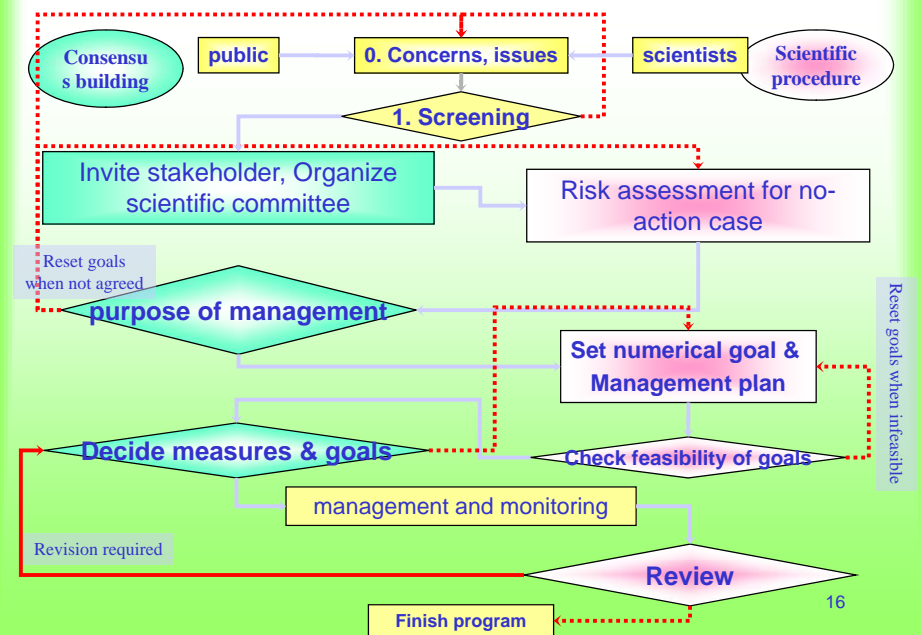 Consensu
s building
public
0. Concerns, issues
scientists
Scientific
procedure
1. Screening
Invite stakeholder, Organize
scientific committee
Risk assessment for no-
action case
Reset goals
when not agreed
purpose of management
Set numerical goal &
Management plan
Reset goals when infeasible
Decide measures & goals
Check feasibility of goals
management and monitoring
Revision required
Review
16
Finish program